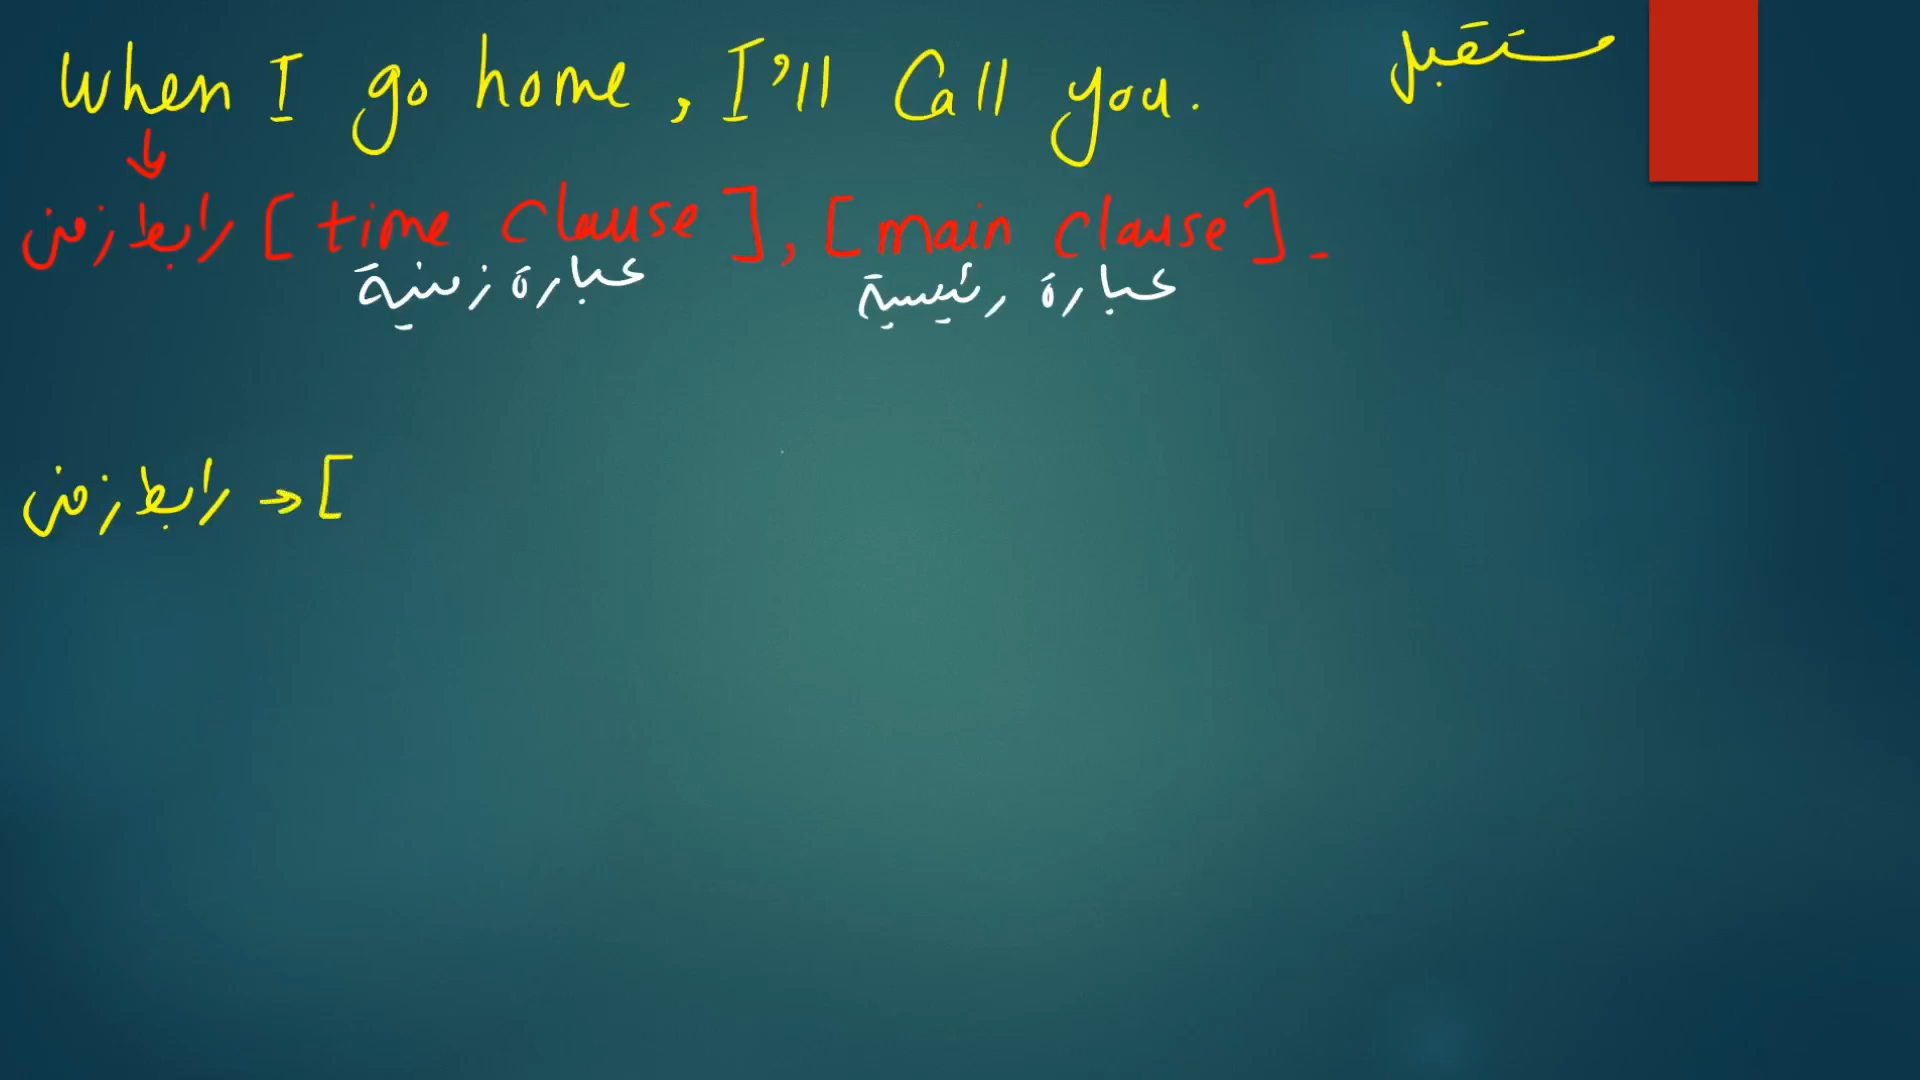 When I go home, I'll Call you.
مستقبل
رابط زمني [time clause], [main clause].
عبارة زمنية
عبارة رئيسية
رابط زمني → [